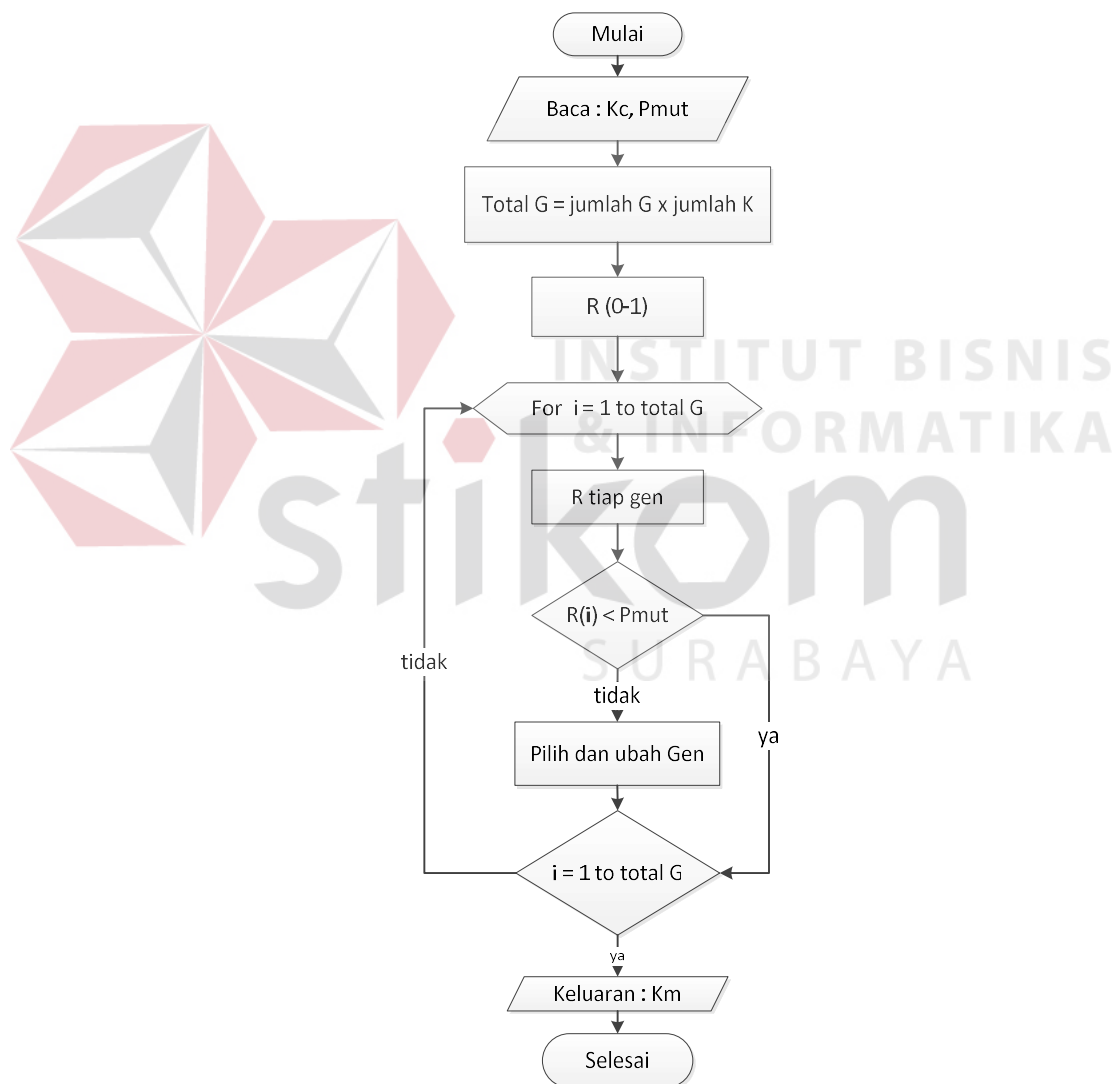 Mulai
Baca : Kc, Pmut
Total G = jumlah G x jumlah K
R (0-1)
INSTITUT BISNIS
For i = 1 to total G
& INFORMATIKA
stikom
R tiap gen
R(i) < Pmut
SURABAYA
tidak
tidak
ya
Pilih dan ubah Gen
i = 1 to total G
ya
Keluaran : Km
Selesai